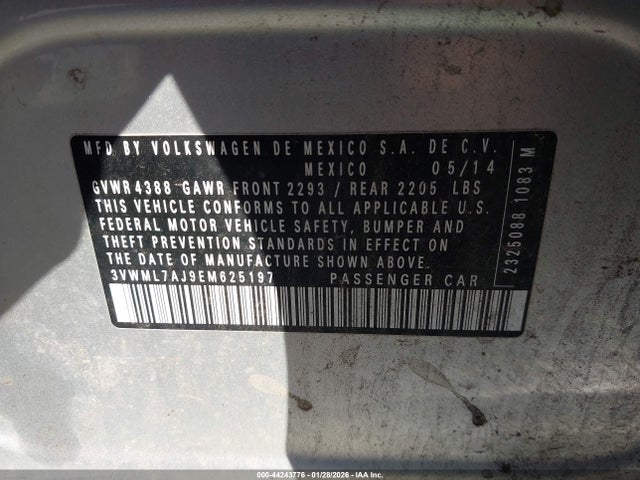 MFD BY VOLKSWAGEN DE MEXICO S.A. DE C.V.
MEXICO 05/14
GVWR 4388 GAWR FRONT 2293 / REAR 2205 LBS
THIS VEHICLE CONFORMS TO ALL APPLICABLE U.S.
FEDERAL MOTOR VEHICLE SAFETY, BUMPER AND
THEFT PREVENTION STANDARDS IN EFFECT ON
THE DATE OF MANUFACTURE SHOWN ABOVE.
3VWML7AJ9EM625197 PASSENGER CAR
2325088 1083 M
000-44243776 | 01/28/2026 - IAA Inc.